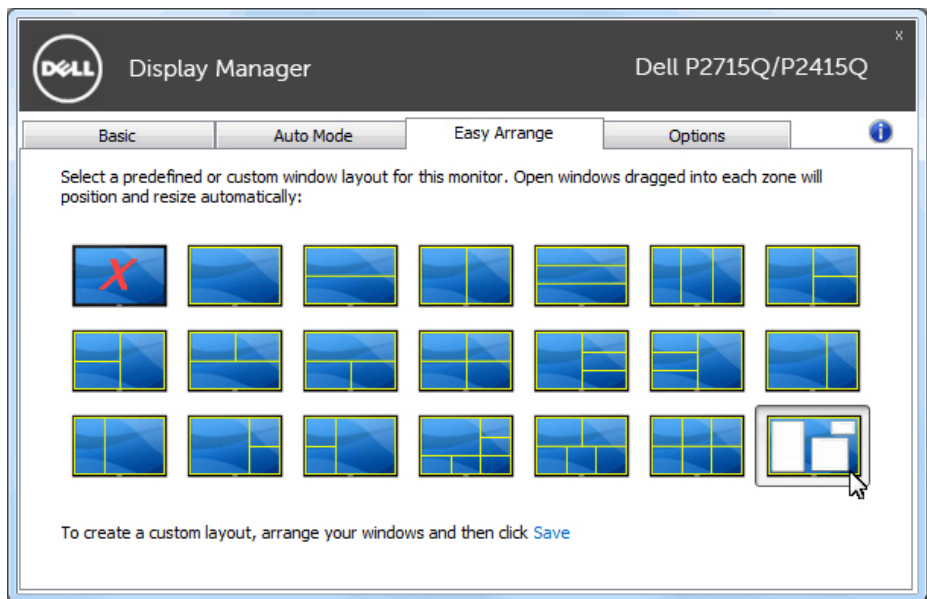 x
DELL
Display Manager
Dell P2715Q/P2415Q
Basic
Auto Mode
Easy Arrange
Options
i
Select a predefined or custom window layout for this monitor. Open windows dragged into each zone will
position and resize automatically:
X
To create a custom layout, arrange your windows and then click Save